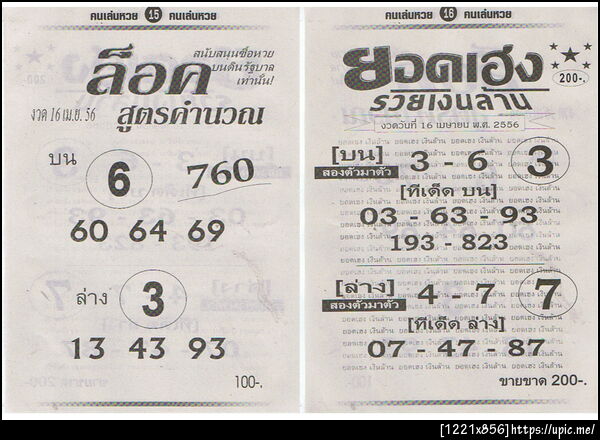 คนเล่นหวย 15 คนเล่นหวย
ล็อค
สนับสนุนซื้อหวย
บนดินรัฐบาล
เท่านั้น!
งวด 16 เม.ย. 56
สูตรคำนวณ
บน
6
760
60 64 69
ล่าง
3
13 43 93
100-.
คนเล่นหวย 16 คนเล่นหวย
ยอดเฮง
200-.
รวยเงินล้าน
งวดวันที่ 16 เมษายน พ.ศ. 2556
[บน]
สองตัวมาตัว
3 - 6 3
[ทีเด็ด บน]
03 - 63 - 93
193 - 823
[ล่าง]
สองตัวมาตัว
4 - 7 7
[ทีเด็ด ล่าง]
07 - 47 - 87
ขายขาด 200-.
[1221x856]https://upic.me/